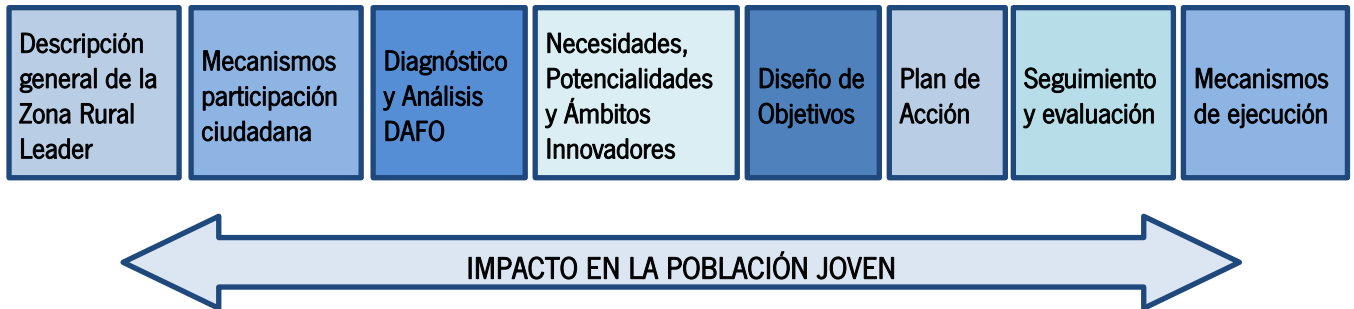 Descripción
general de la
Zona Rural
Leader
Mecanismos
participación
ciudadana
Diagnóstico
y Análisis
DAFO
Necesidades,
Potencialidades
y Ámbitos
Innovadores
Diseño de
Objetivos
Plan de
Acción
Seguimiento
y evaluación
Mecanismos
de ejecución
IMPACTO EN LA POBLACIÓN JOVEN